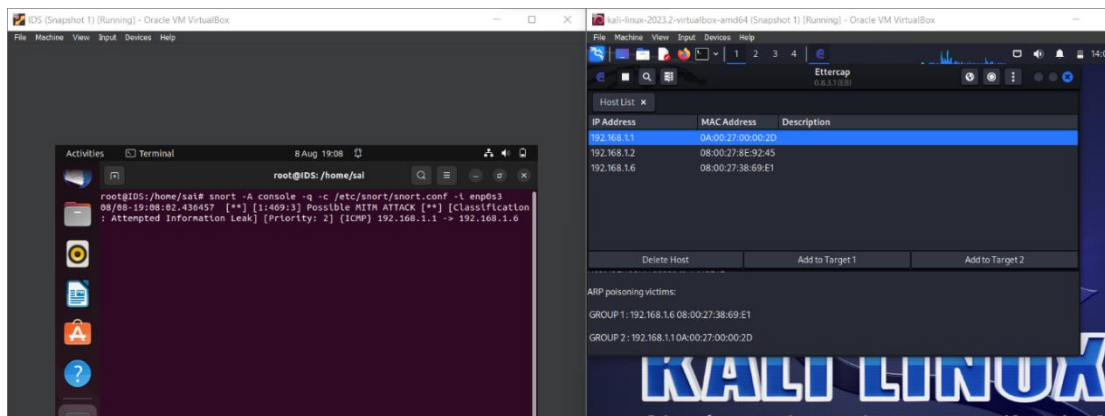 IDS (Snapshot 1) [Running] - Oracle VM VirtualBox
File Machine View Input Devices Help
Activities Terminal 8 Aug 19:08
root@IDS: /home/sai
root@IDS:/home/sai# snort -A console -q -c /etc/snort/snort.conf -i enp0s3
08/08-19:08:02.436457 [**] [1:469:3] Possible MITM ATTACK [**] [Classification
: Attempted Information Leak] [Priority: 2] {ICMP} 192.168.1.1 -> 192.168.1.6
kali-linux-2023.2-virtualbox-amd64 (Snapshot 1) [Running] - Oracle VM VirtualBox
File Machine View Input Devices Help
1 2 3 4
14:0
Ettercap
0.8.3.1 (EB)
Host List
IP Address MAC Address Description
192.168.1.1 0A:00:27:00:00:2D
192.168.1.2 08:00:27:8E:92:45
192.168.1.6 08:00:27:38:69:E1
Delete Host Add to Target 1 Add to Target 2
ARP poisoning victims:
GROUP 1 : 192.168.1.6 08:00:27:38:69:E1
GROUP 2 : 192.168.1.1 0A:00:27:00:00:2D
KALI LINUX